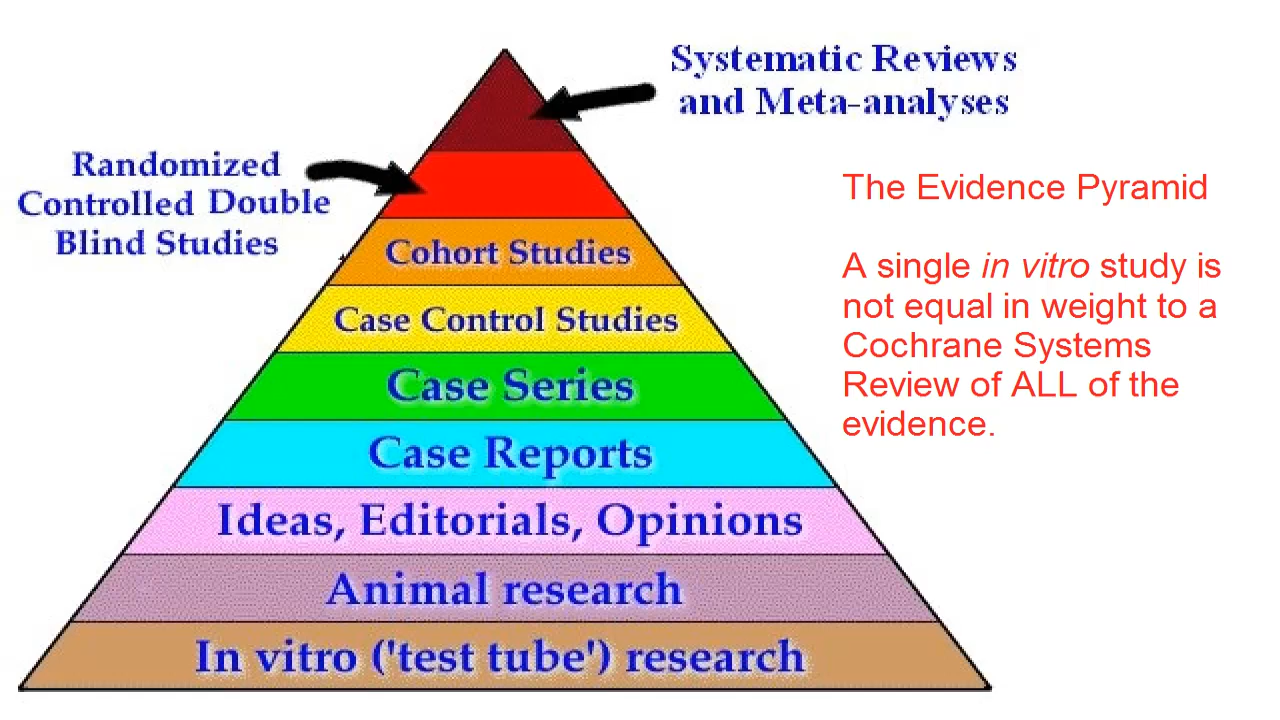 Systematic Reviews
and Meta-analyses
Randomized
Controlled Double
Blind Studies
The Evidence Pyramid
A single in vitro study is
not equal in weight to a
Cochrane Systems
Review of ALL of the
evidence.
Cohort Studies
Case Control Studies
Case Series
Case Reports
Ideas, Editorials, Opinions
Animal research
In vitro ('test tube') research